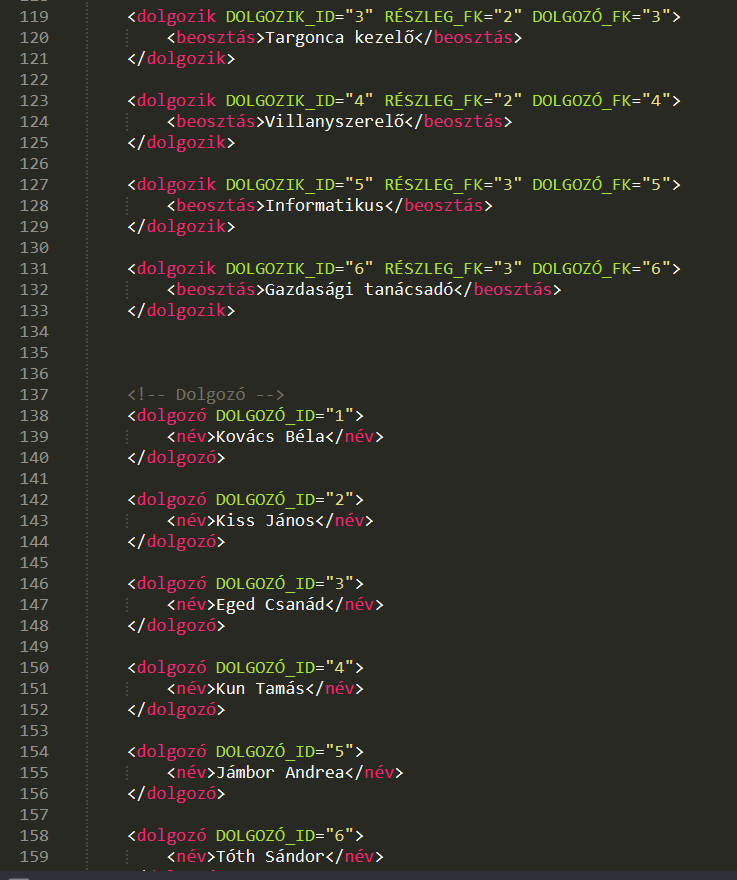 119 <dolgozik DOLGOZIK_ID="3" RÉSZLEG_FK="2" DOLGOZÓ_FK="3">
120 <beosztás>Targonca kezelő</beosztás>
121 </dolgozik>
122
123 <dolgozik DOLGOZIK_ID="4" RÉSZLEG_FK="2" DOLGOZÓ_FK="4">
124 <beosztás>Villanyszerelő</beosztás>
125 </dolgozik>
126
127 <dolgozik DOLGOZIK_ID="5" RÉSZLEG_FK="3" DOLGOZÓ_FK="5">
128 <beosztás>Informatikus</beosztás>
129 </dolgozik>
130
131 <dolgozik DOLGOZIK_ID="6" RÉSZLEG_FK="3" DOLGOZÓ_FK="6">
132 <beosztás>Gazdasági tanácsadó</beosztás>
133 </dolgozik>
134
135
136
137 <!-- Dolgozó -->
138 <dolgozó DOLGOZÓ_ID="1">
139 <név>Kovács Béla</név>
140 </dolgozó>
141
142 <dolgozó DOLGOZÓ_ID="2">
143 <név>Kiss János</név>
144 </dolgozó>
145
146 <dolgozó DOLGOZÓ_ID="3">
147 <név>Eged Csanád</név>
148 </dolgozó>
149
150 <dolgozó DOLGOZÓ_ID="4">
151 <név>Kun Tamás</név>
152 </dolgozó>
153
154 <dolgozó DOLGOZÓ_ID="5">
155 <név>Jámbor Andrea</név>
156 </dolgozó>
157
158 <dolgozó DOLGOZÓ_ID="6">
159 <név>Tóth Sándor</név>